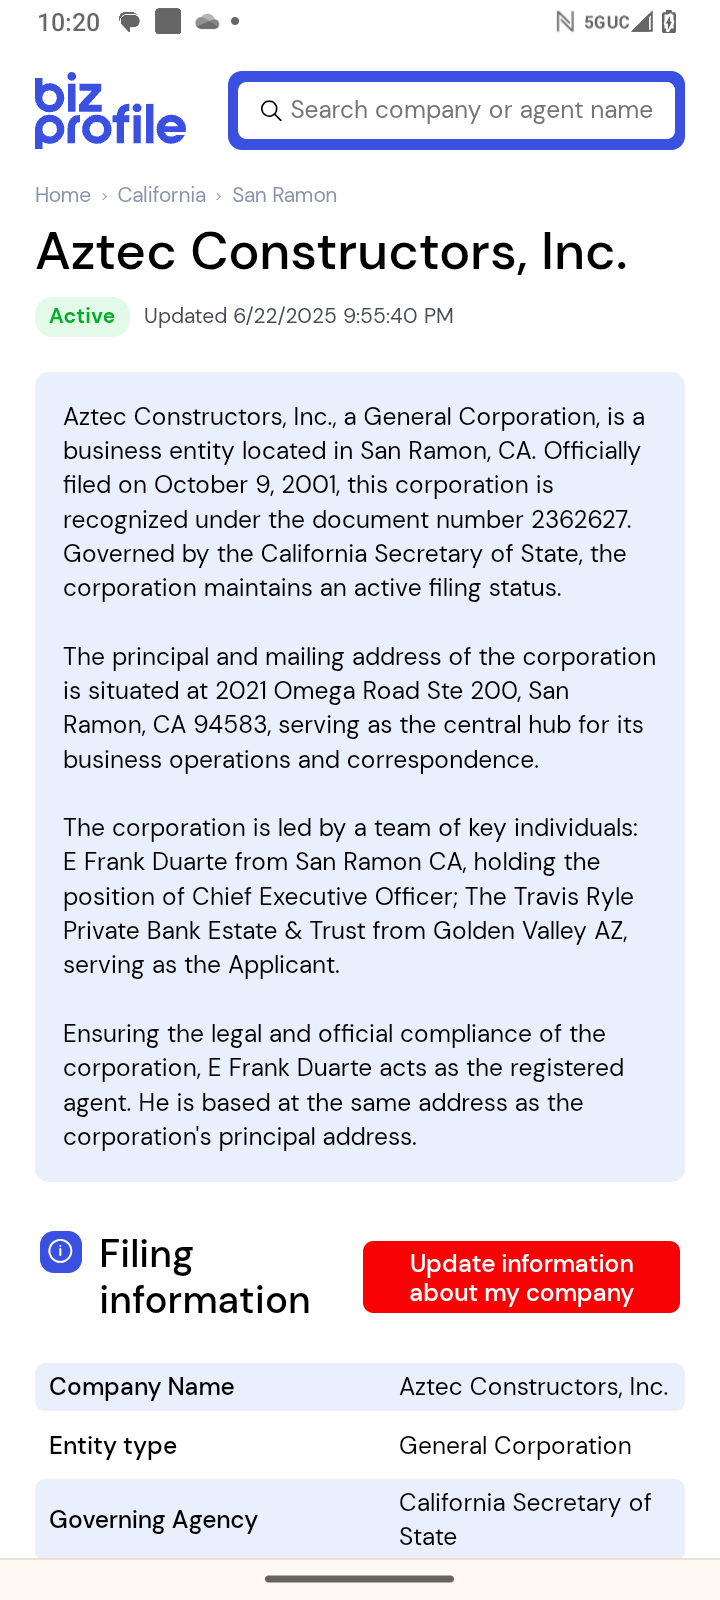 10:20
5GUC
biz
profile
Search company or agent name
Home › California › San Ramon
Aztec Constructors, Inc.
Active Updated 6/22/2025 9:55:40 PM
Aztec Constructors, Inc., a General Corporation, is a
business entity located in San Ramon, CA. Officially
filed on October 9, 2001, this corporation is
recognized under the document number 2362627.
Governed by the California Secretary of State, the
corporation maintains an active filing status.
The principal and mailing address of the corporation
is situated at 2021 Omega Road Ste 200, San
Ramon, CA 94583, serving as the central hub for its
business operations and correspondence.
The corporation is led by a team of key individuals:
E Frank Duarte from San Ramon CA, holding the
position of Chief Executive Officer; The Travis Ryle
Private Bank Estate & Trust from Golden Valley AZ,
serving as the Applicant.
Ensuring the legal and official compliance of the
corporation, E Frank Duarte acts as the registered
agent. He is based at the same address as the
corporation's principal address.
Filing
information
Update information
about my company
Company Name Aztec Constructors, Inc.
Entity type General Corporation
Governing Agency California Secretary of
State